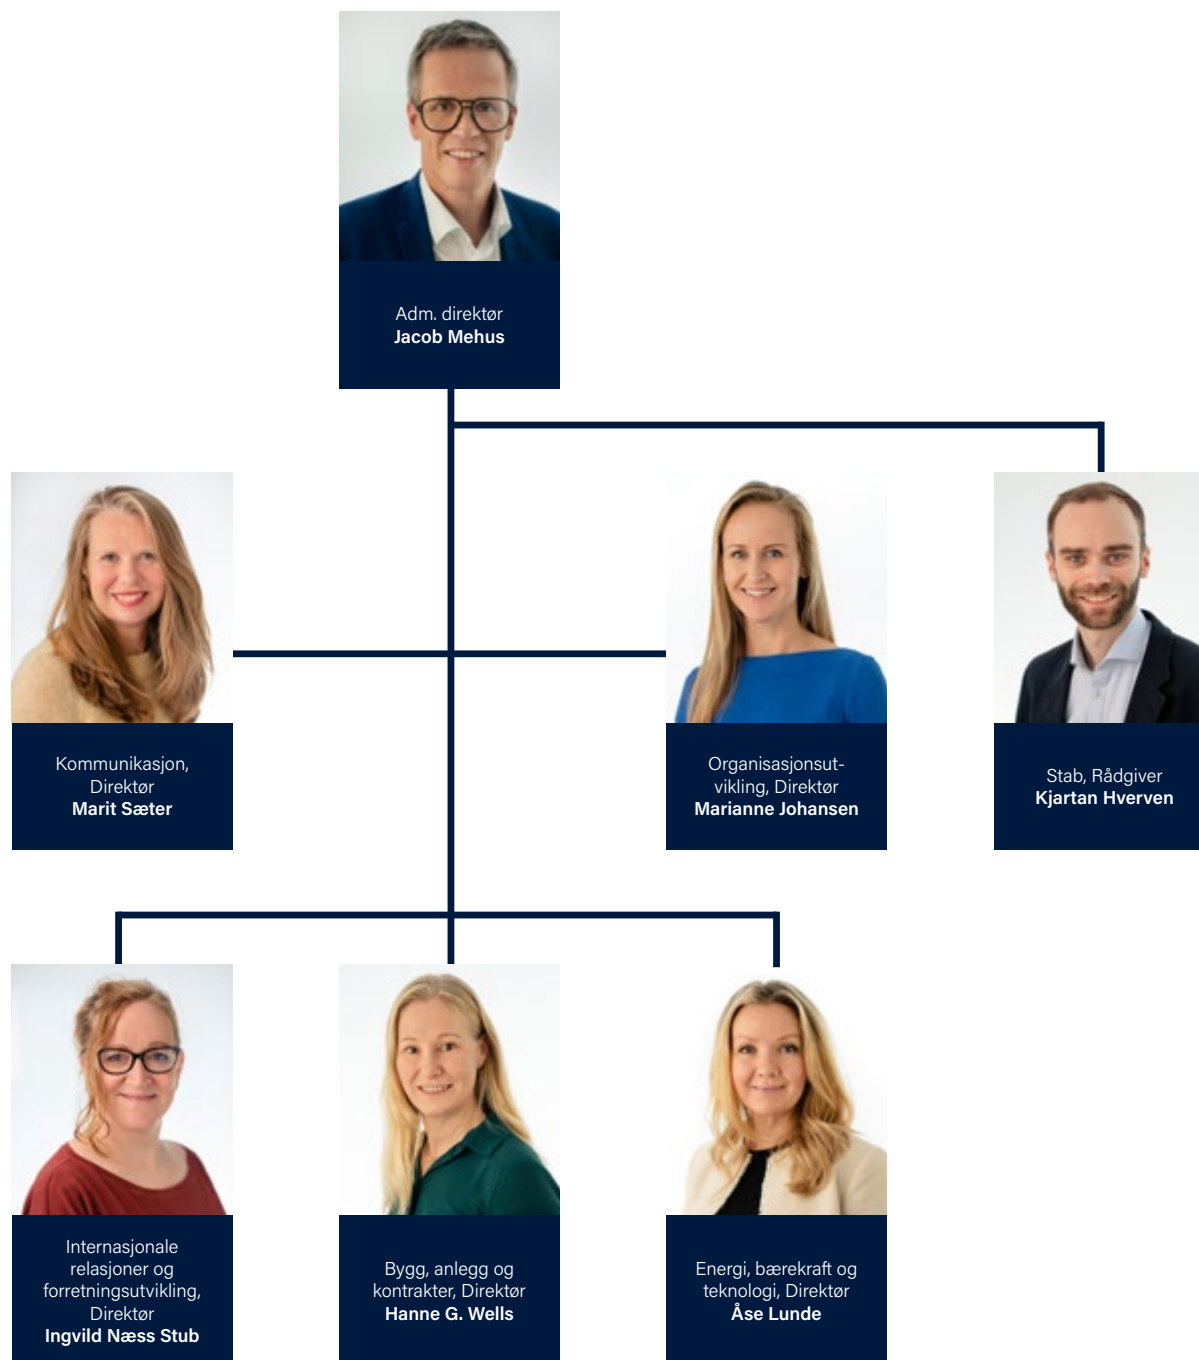 Adm. direktør
Jacob Mehus
Kommunikasjon,
Direktør
Marit Sæter
Organisasjonsut-
vikling, Direktør
Marianne Johansen
Stab, Rådgiver
Kjartan Hverven
Internasjonale
relasjoner og
forretningsutvikling,
Direktør
Ingvild Næss Stub
Bygg, anlegg og
kontrakter, Direktør
Hanne G. Wells
Energi, bærekraft og
teknologi, Direktør
Åse Lunde